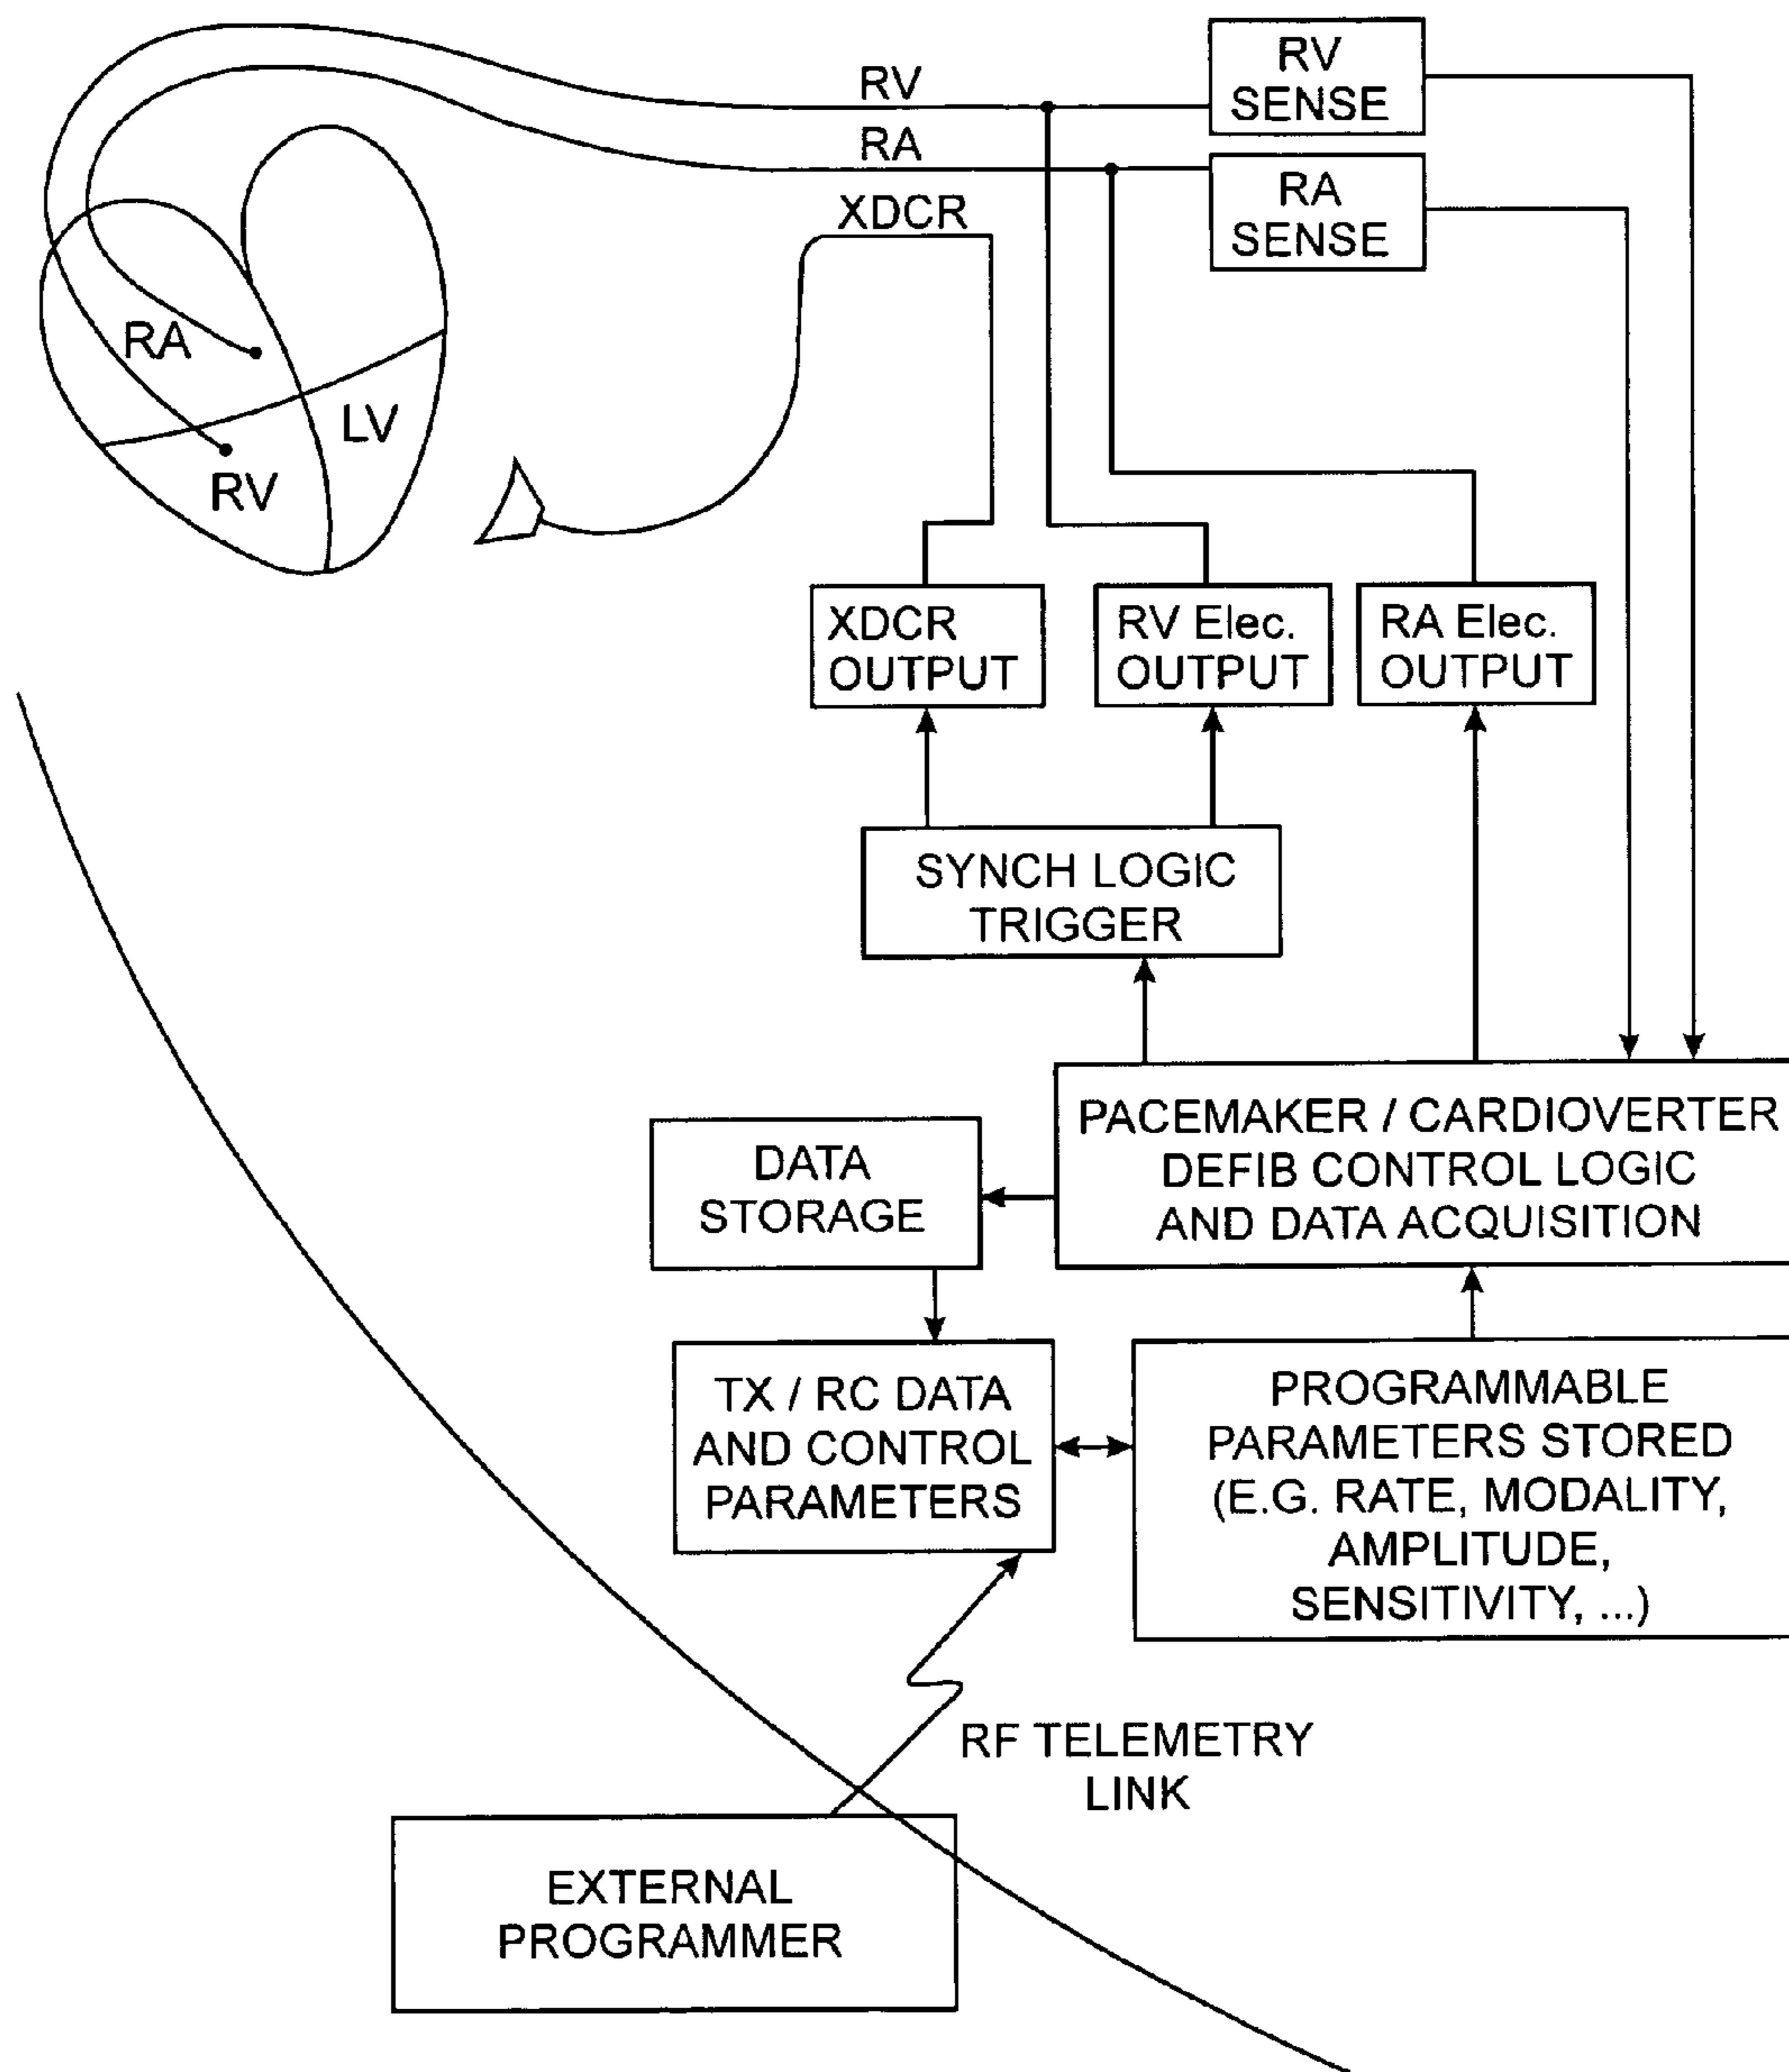 RV
SENSE
RV
RA
RA
SENSE
XDCR
RA
LV
RV
XDCR
OUTPUT
RV Elec.
OUTPUT
RA Elec.
OUTPUT
SYNCH LOGIC
TRIGGER
PACEMAKER / CARDIOVERTER
DEFIB CONTROL LOGIC
AND DATA ACQUISITION
DATA
STORAGE
TX / RC DATA
AND CONTROL
PARAMETERS
PROGRAMMABLE
PARAMETERS STORED
(E.G. RATE, MODALITY,
AMPLITUDE,
SENSITIVITY, ...)
RF TELEMETRY
LINK
EXTERNAL
PROGRAMMER